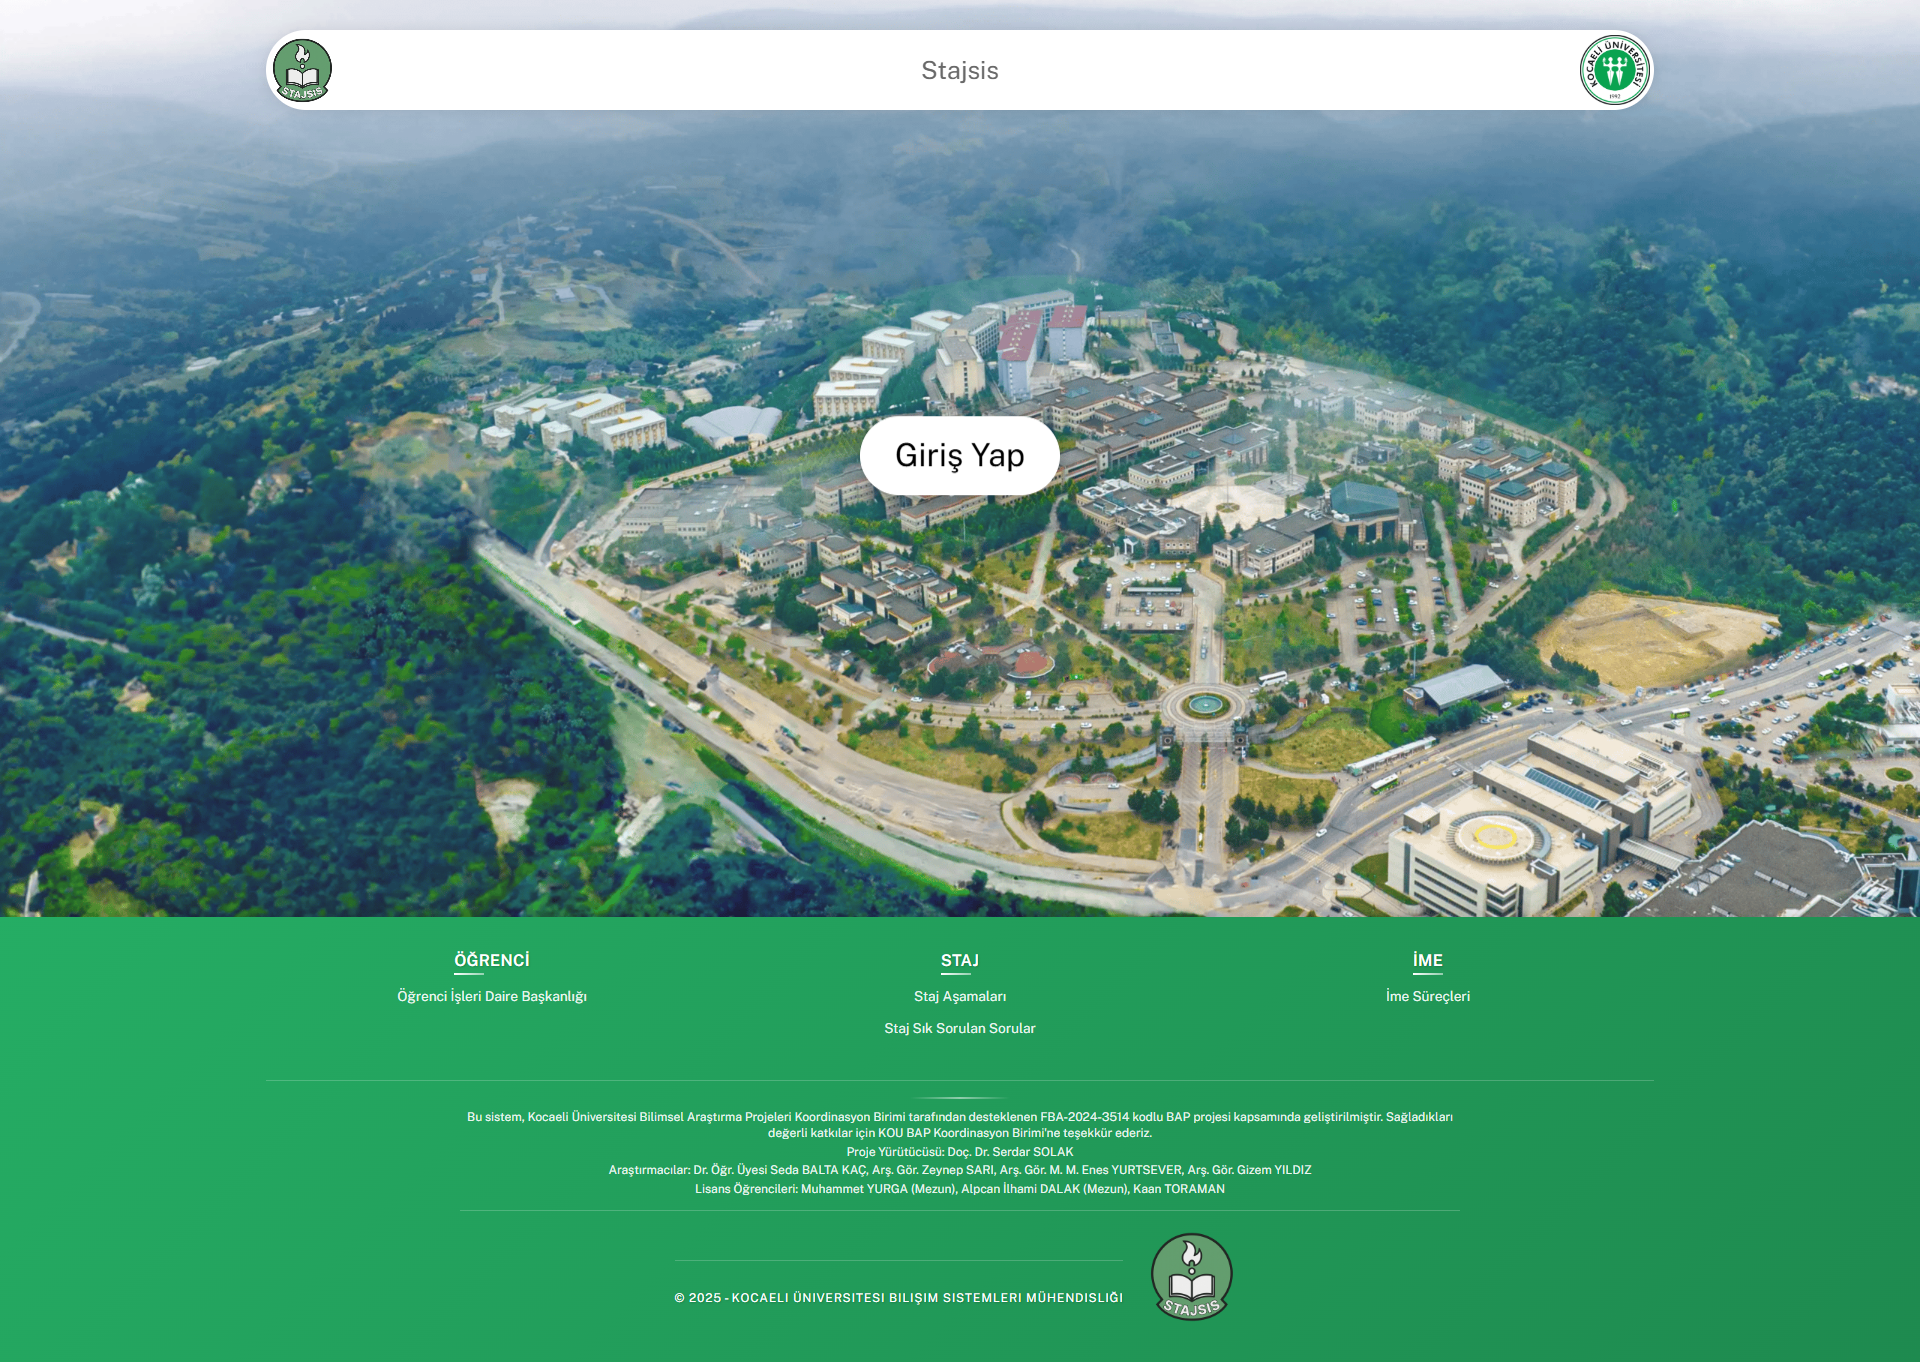 STAJSIS
Stajsis
KOCAELİ ÜNİVERSİTESİ
1992
Giriş Yap
ÖĞRENCİ
Öğrenci İşleri Daire Başkanlığı
STAJ
Staj Aşamaları
Staj Sık Sorulan Sorular
İME
İme Süreçleri
Bu sistem, Kocaeli Üniversitesi Bilimsel Araştırma Projeleri Koordinasyon Birimi tarafından desteklenen FBA-2024-3514 kodlu BAP projesi kapsamında geliştirilmiştir. Sağladıkları
değerli katkılar için KOU BAP Koordinasyon Birimi'ne teşekkür ederiz.
Proje Yürütücüsü: Doç. Dr. Serdar SOLAK
Araştırmacılar: Dr. Öğr. Üyesi Seda BALTA KAÇ, Arş. Gör. Zeynep SARI, Arş. Gör. M. M. Enes YURTSEVER, Arş. Gör. Gizem YILDIZ
Lisans Öğrencileri: Muhammet YURGA (Mezun), Alpcan İlhami DALAK (Mezun), Kaan TORAMAN
© 2025 - KOCAELI ÜNIVERSITESI BILIŞIM SISTEMLERI MÜHENDISLIĞI
STAJSIS